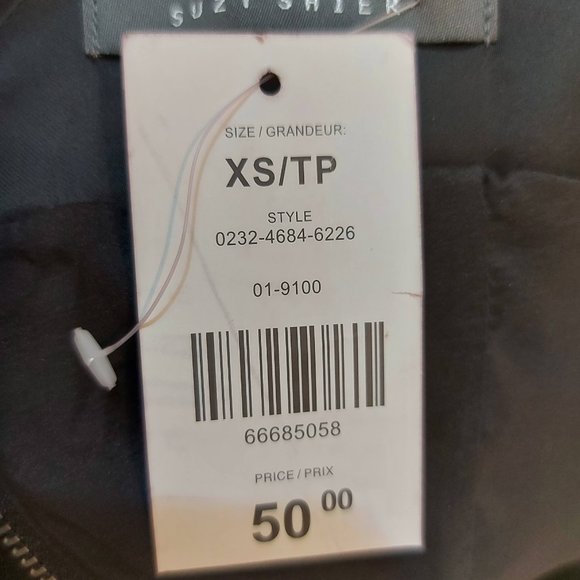 SUZY SHIER
SIZE / GRANDEUR:
XS/TP
STYLE
0232-4684-6226
01-9100
66685058
PRICE / PRIX
50 00